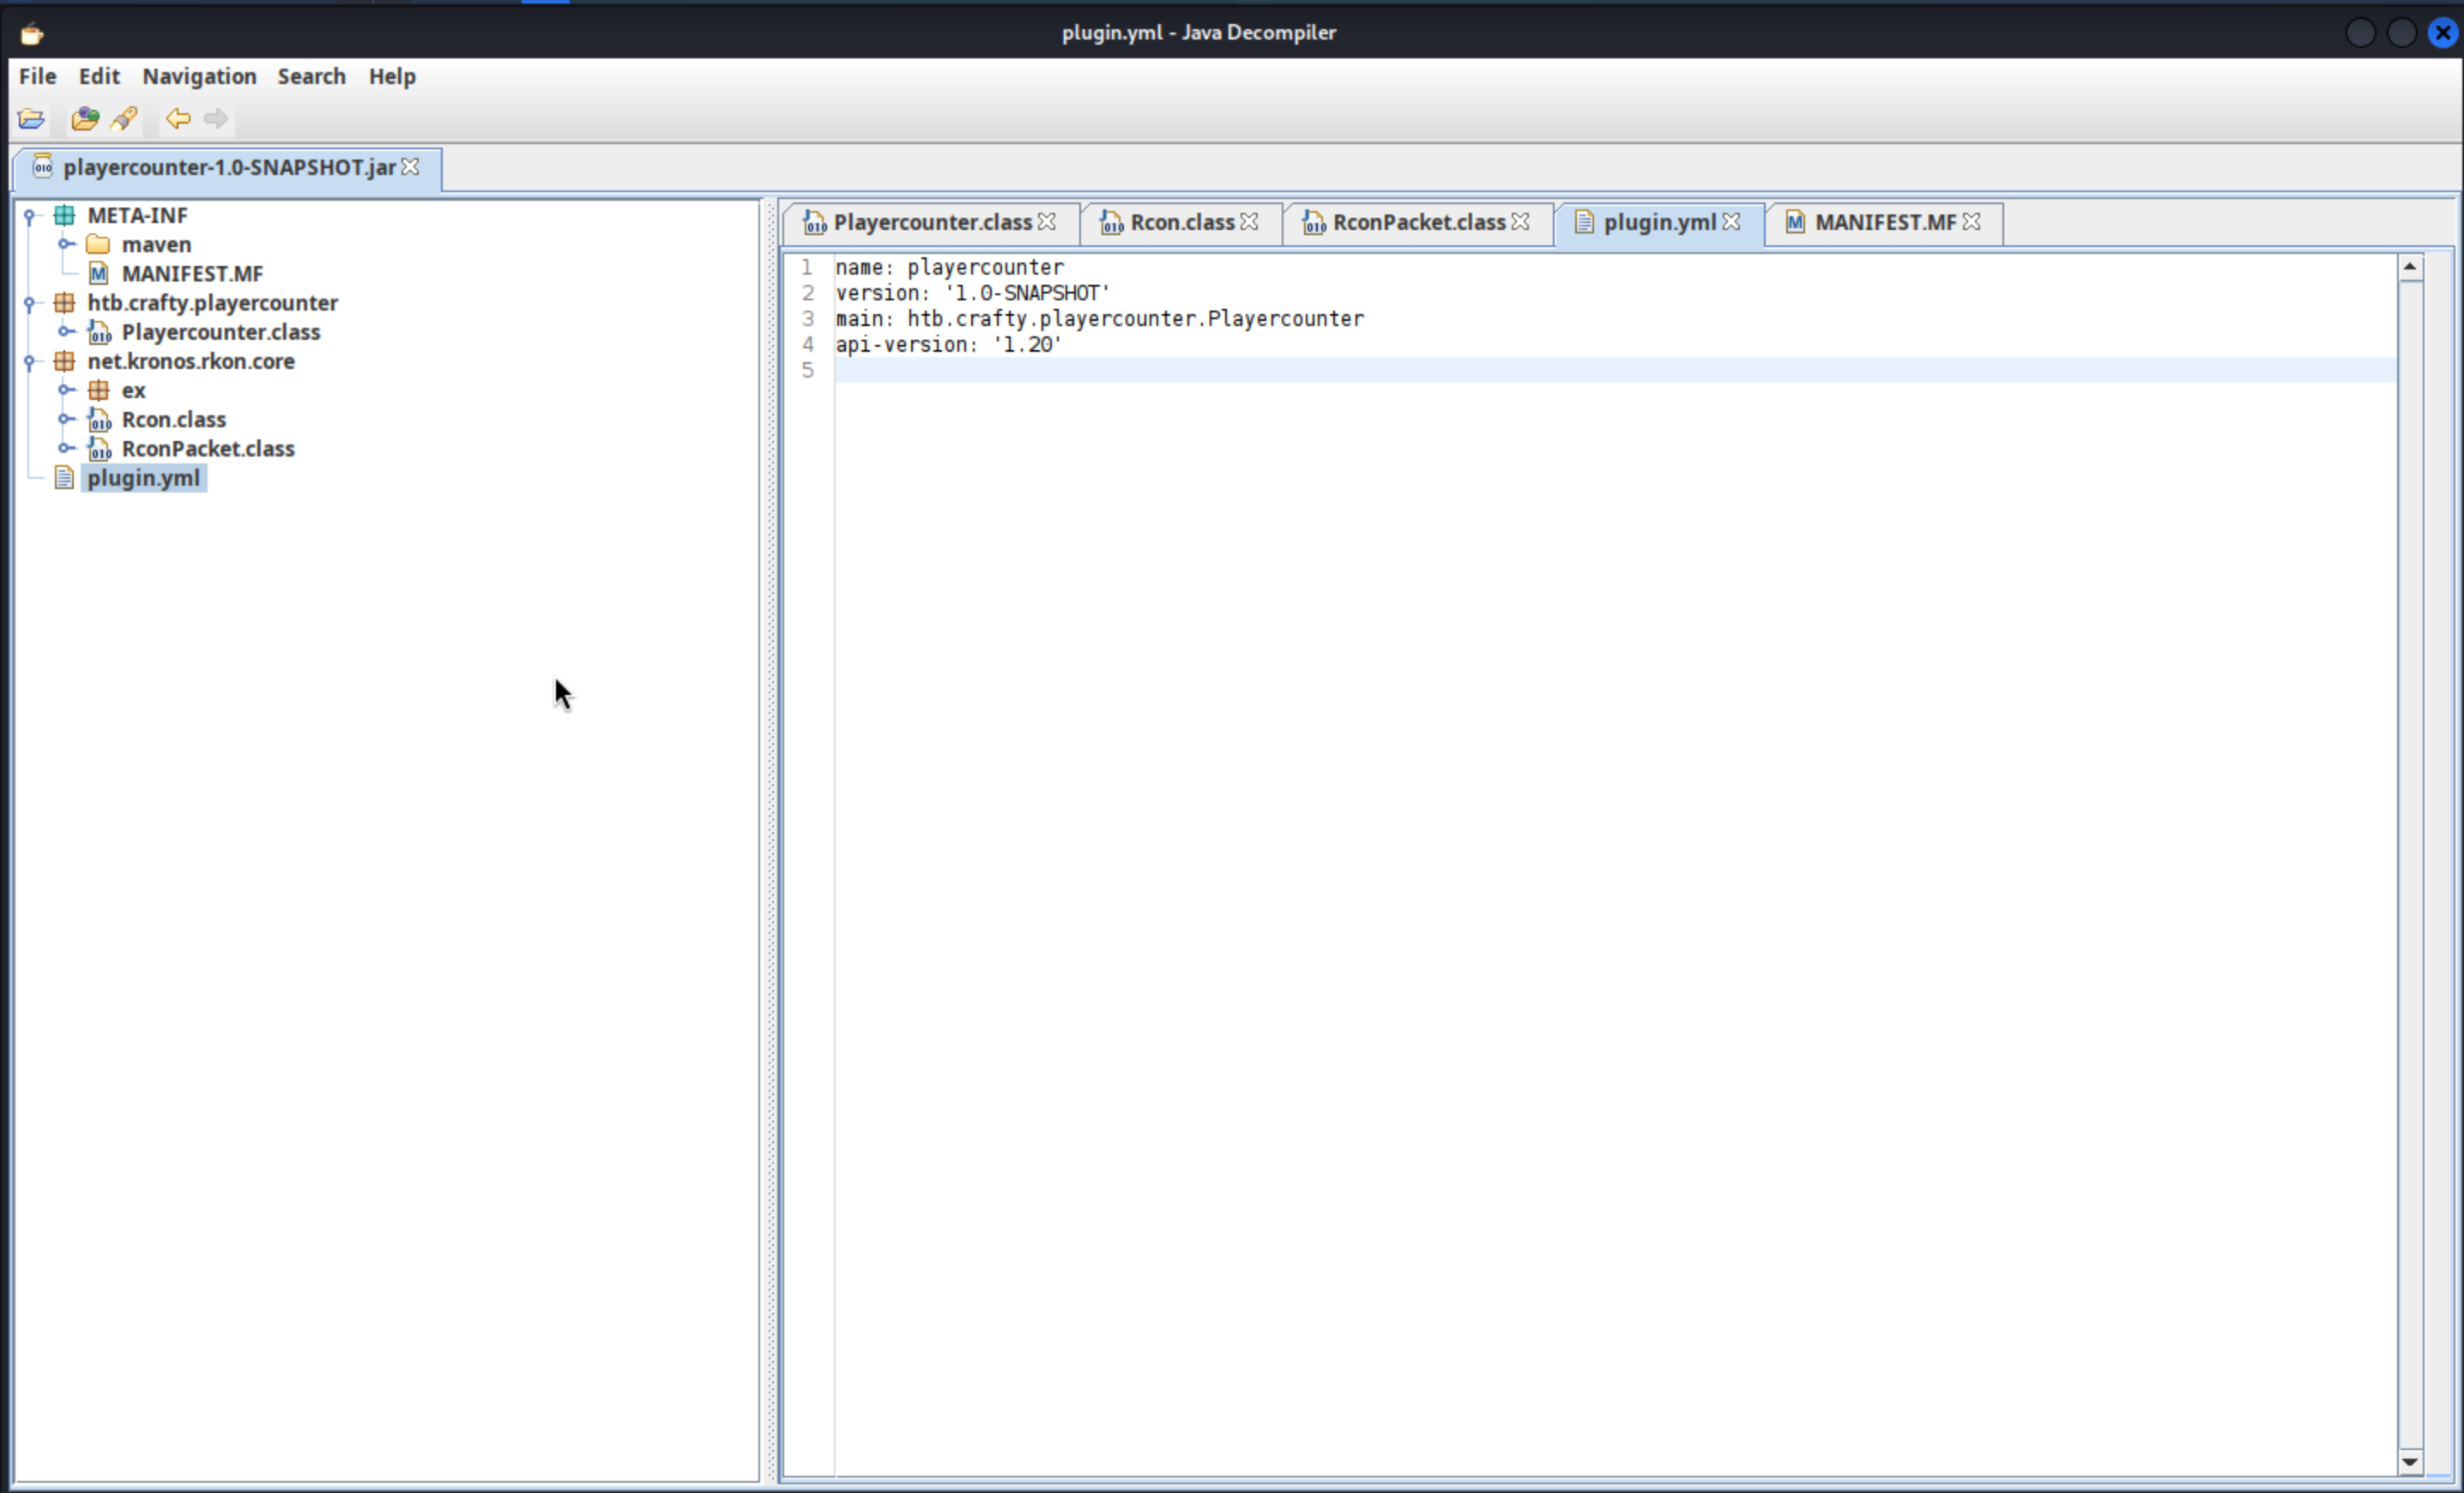 plugin.yml - Java Decompiler
File Edit Navigation Search Help
playercounter-1.0-SNAPSHOT.jar
META-INF
maven
MANIFEST.MF
htb.crafty.playercounter
Playercounter.class
net.kronos.rkon.core
ex
Rcon.class
RconPacket.class
plugin.yml
Playercounter.class Rcon.class RconPacket.class plugin.yml MANIFEST.MF
1 name: playercounter
2 version: '1.0-SNAPSHOT'
3 main: htb.crafty.playercounter.Playercounter
4 api-version: '1.20'
5